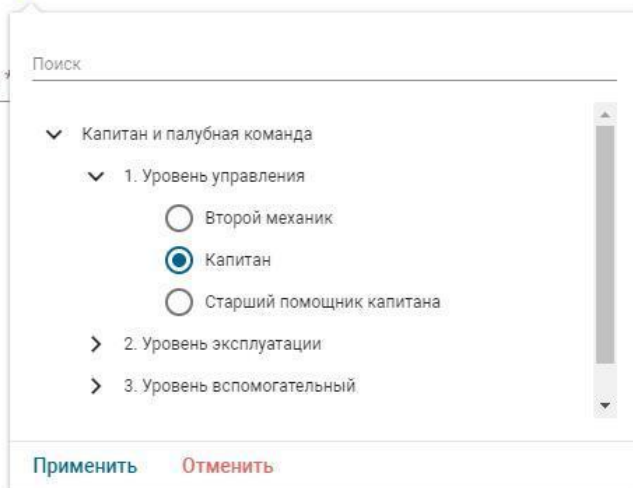 Поиск
*
Капитан и палубная команда
1. Уровень управления
Второй механик
Капитан
Старший помощник капитана
2. Уровень эксплуатации
3. Уровень вспомогательный
Применить Отменить